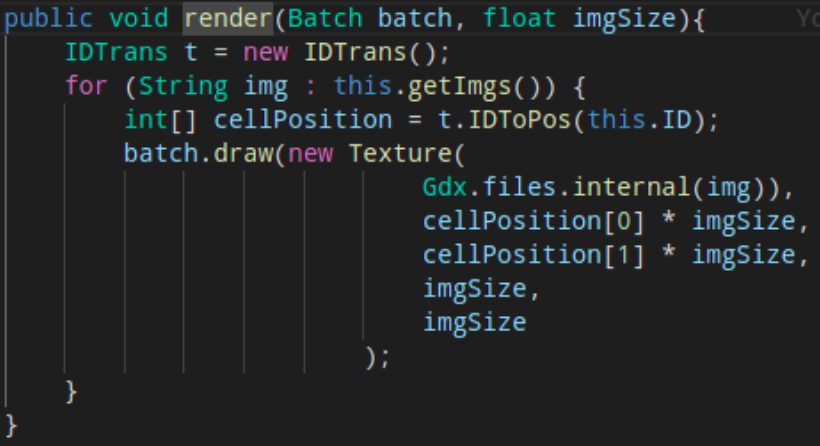 public void render(Batch batch, float imgSize){ Yo
    IDTrans t = new IDTrans();
    for (String img : this.getImgs()) {
        int[] cellPosition = t.IDToPos(this.ID);
        batch.draw(new Texture(
                            Gdx.files.internal(img)),
                            cellPosition[0] * imgSize,
                            cellPosition[1] * imgSize,
                            imgSize,
                            imgSize
                        );
    }
}